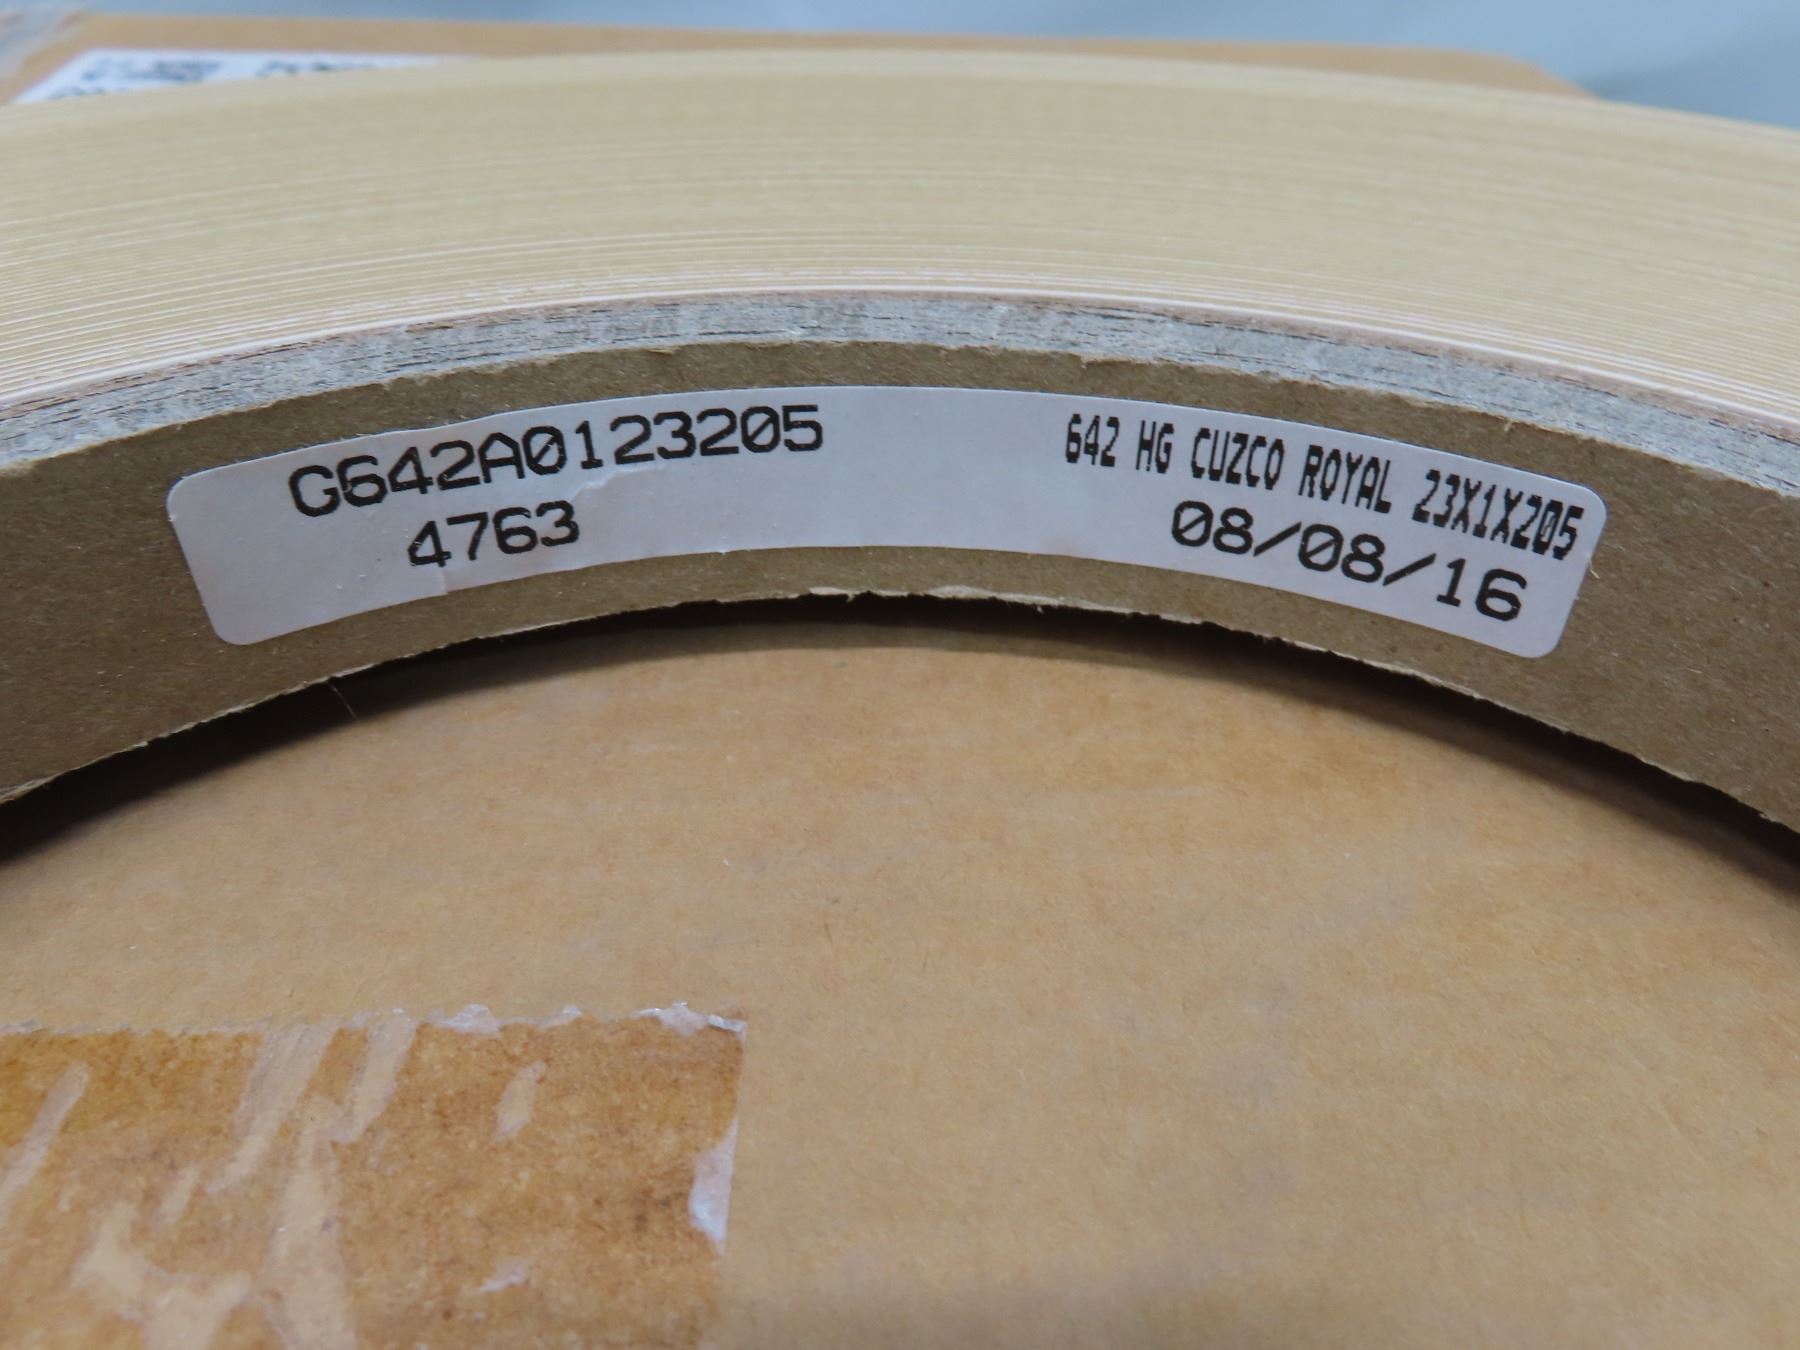 G642A0123205
4763
642 HG CUZCO ROYAL 23X1X205
08/08/16